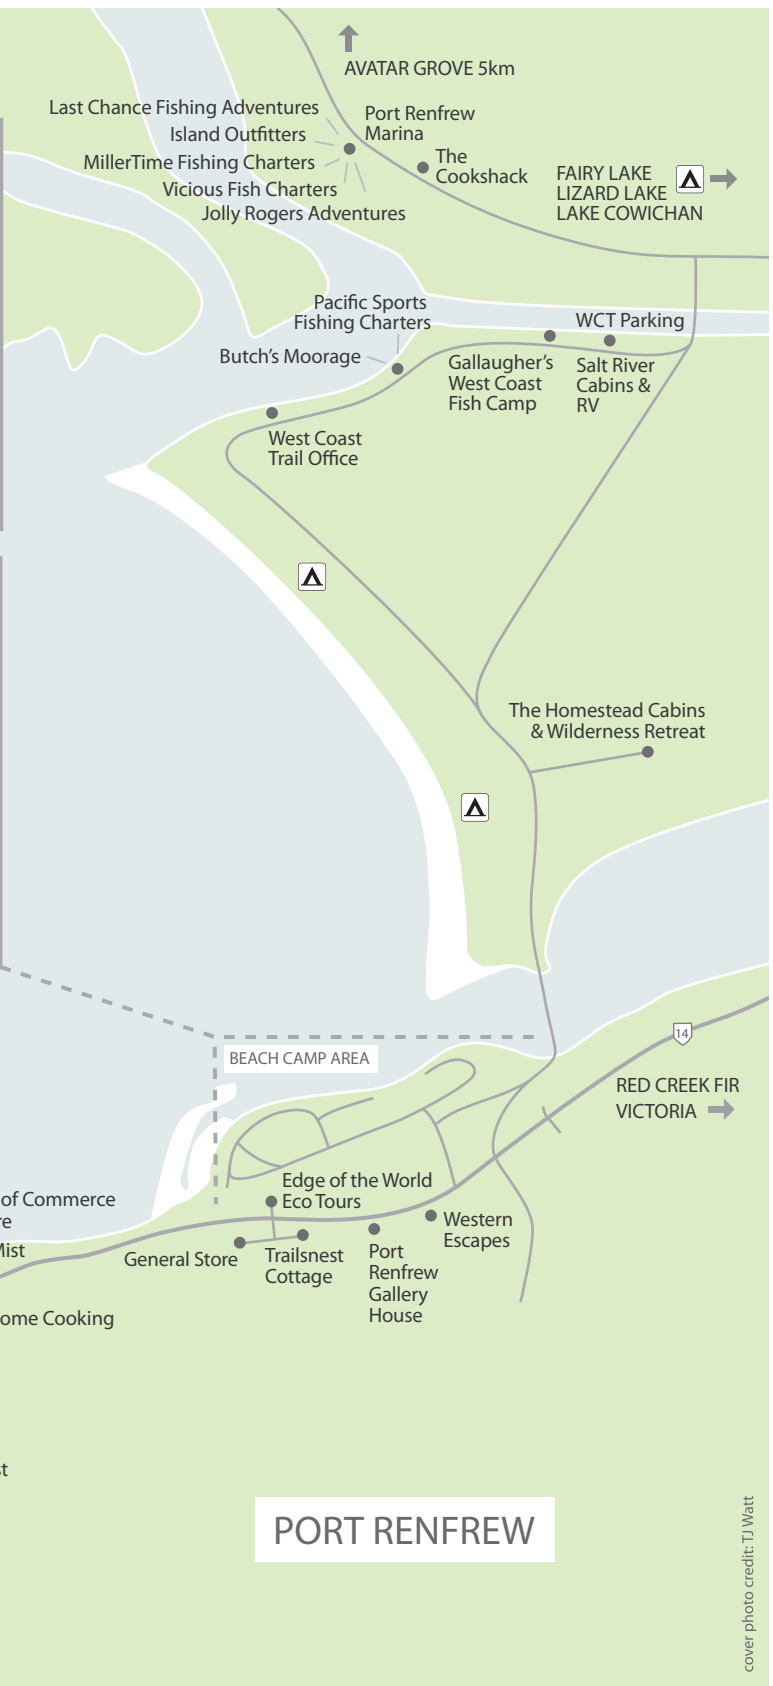 AVATAR GROVE 5km
Last Chance Fishing Adventures
Island Outfitters
MillerTime Fishing Charters
Vicious Fish Charters
Jolly Rogers Adventures
Port Renfrew
Marina
The
Cookshack
FAIRY LAKE
LIZARD LAKE
LAKE COWICHAN
Pacific Sports
Fishing Charters
Butch's Moorage
WCT Parking
Gallaugher's
West Coast
Fish Camp
Salt River
Cabins &
RV
West Coast
Trail Office
The Homestead Cabins
& Wilderness Retreat
14
BEACH CAMP AREA
RED CREEK FIR
VICTORIA
of Commerce
re
Mist
ome Cooking
st
Edge of the World
Eco Tours
General Store
Trailsnest
Cottage
Port
Renfrew
Gallery
House
Western
Escapes
PORT RENFREW
cover photo credit: TJ Watt